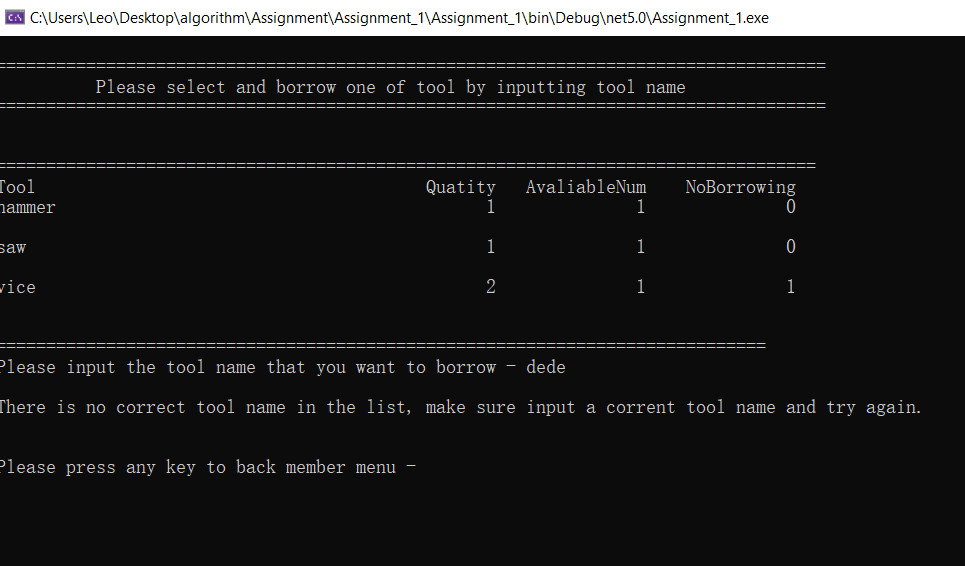 C:\Users\Leo\Desktop\algorithm\Assignment\Assignment_1\Assignment_1\bin\Debug\net5.0\Assignment_1.exe
===================================================================================
Please select and borrow one of tool by inputting tool name
===================================================================================
==================================================================================
Tool Quatity AvaliableNum NoBorrowing
hammer 1 1 0
saw 1 1 0
vice 2 1 1
=============================================================================
Please input the tool name that you want to borrow - dede
There is no correct tool name in the list, make sure input a corrent tool name and try again.
Please press any key to back member menu -